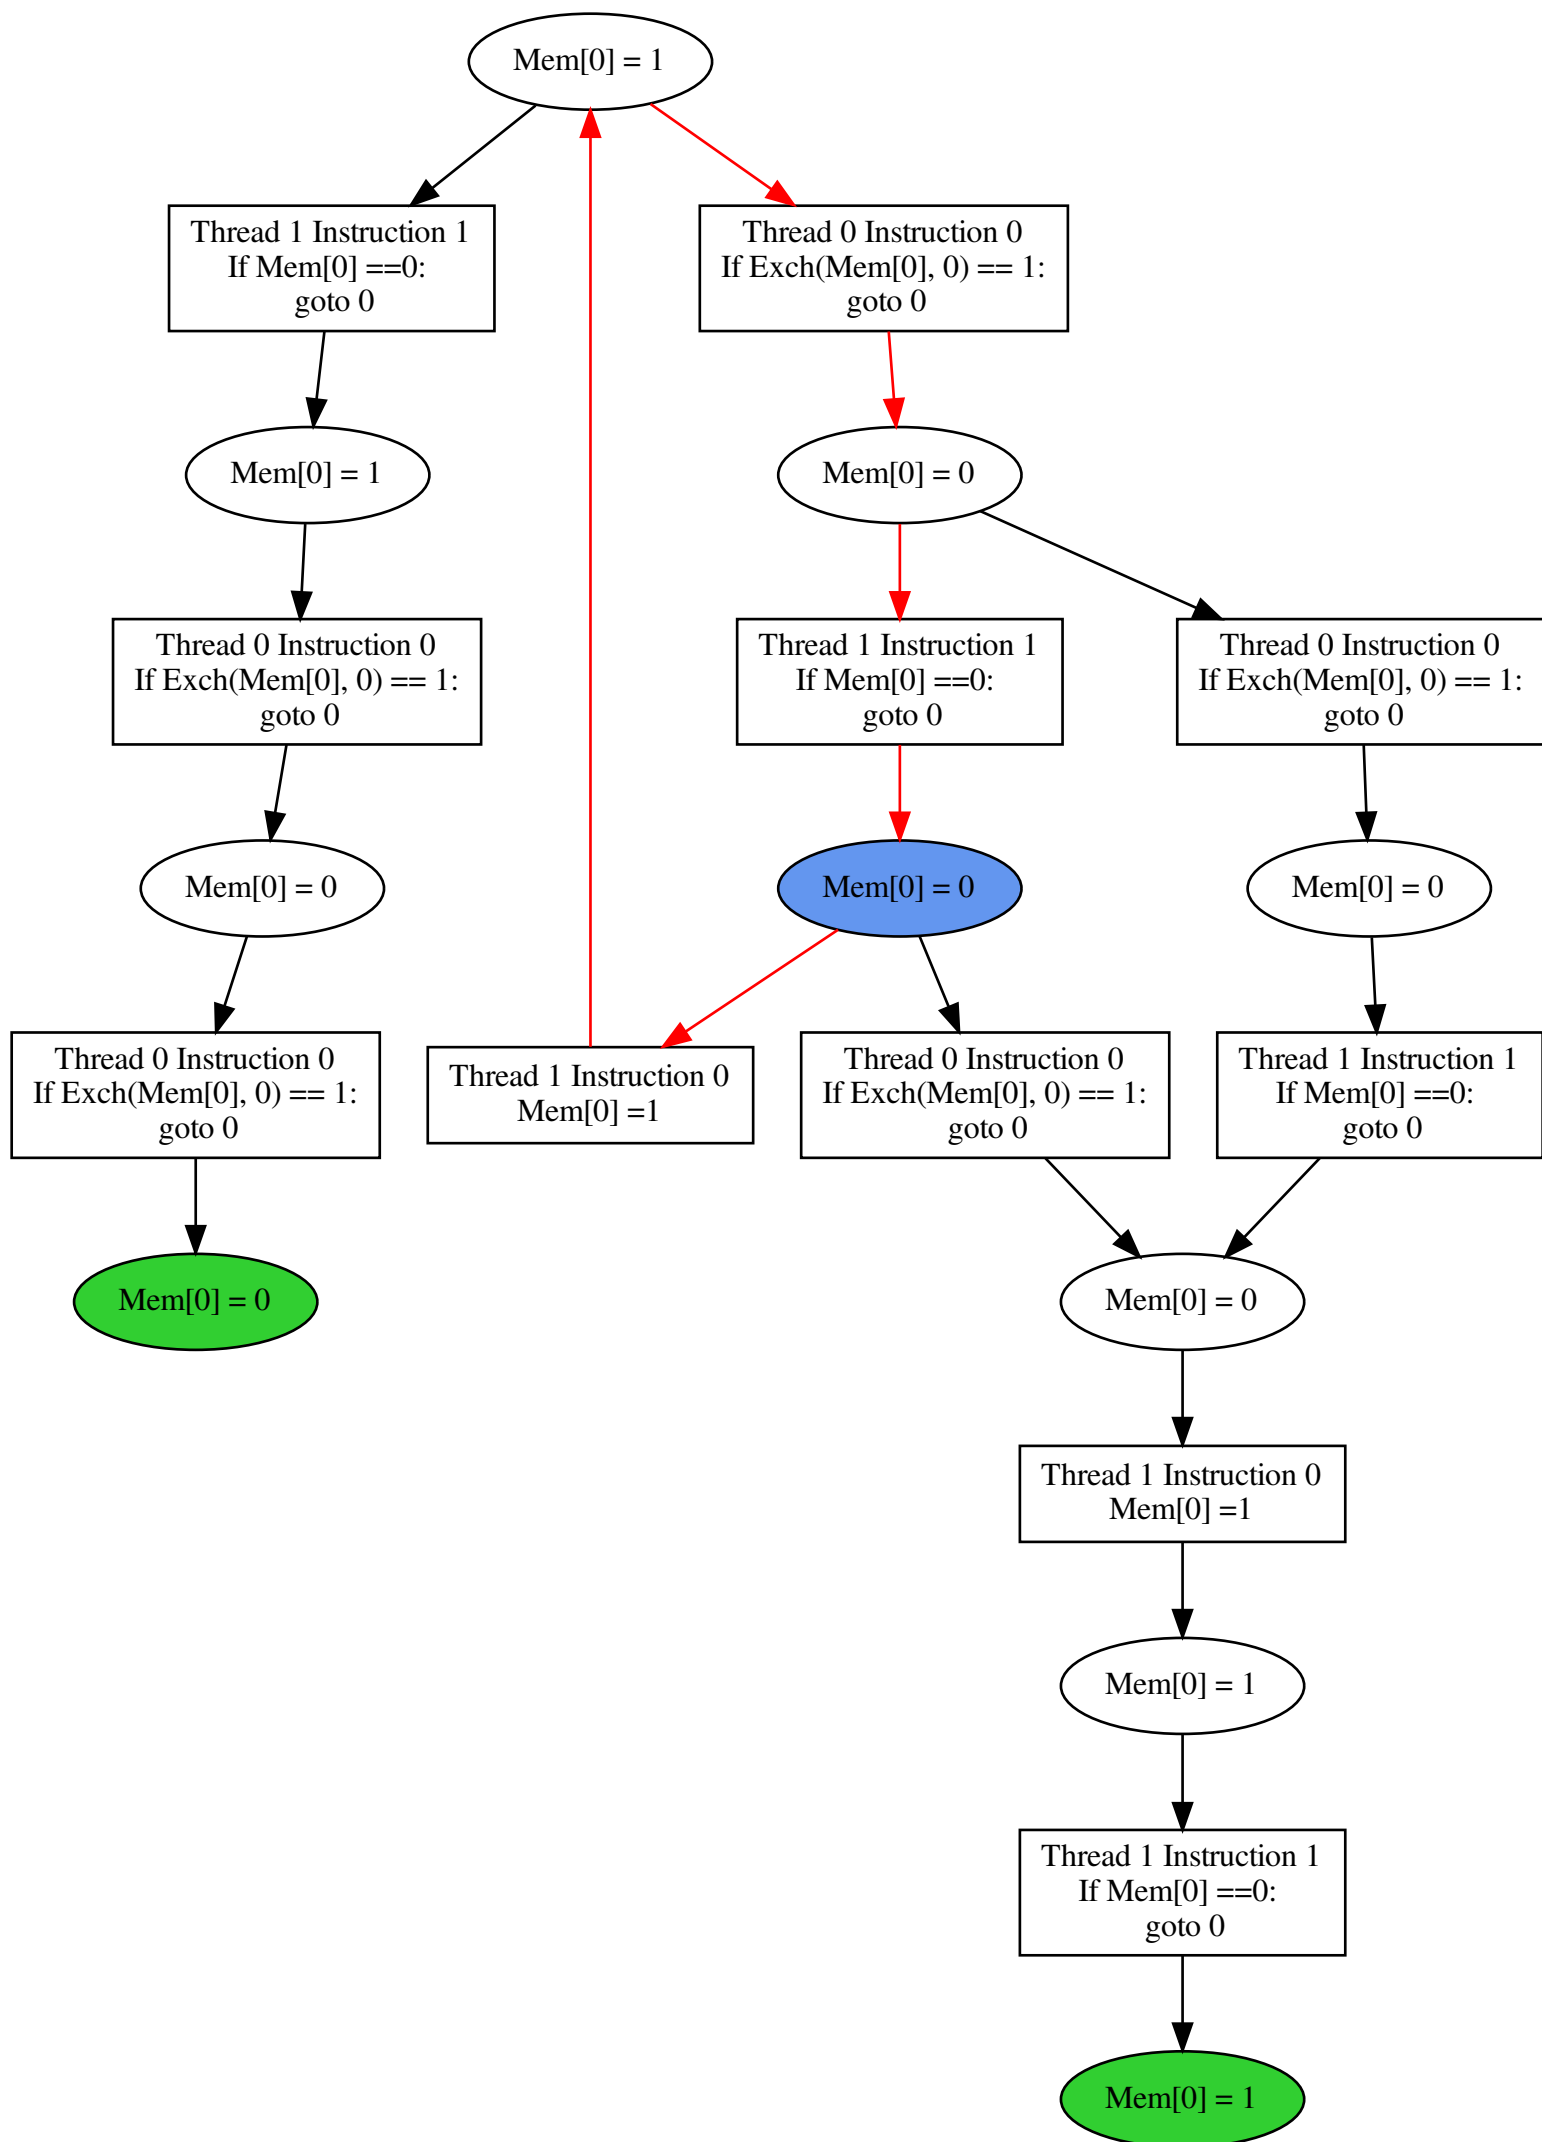 Mem[0] = 1
Thread 1 Instruction 1
If Mem[0] ==0:
goto 0
Thread 0 Instruction 0
If Exch(Mem[0], 0) == 1:
goto 0
Mem[0] = 1
Mem[0] = 0
Thread 0 Instruction 0
If Exch(Mem[0], 0) == 1:
goto 0
Thread 1 Instruction 1
If Mem[0] ==0:
goto 0
Thread 0 Instruction 0
If Exch(Mem[0], 0) == 1:
goto 0
Mem[0] = 0
Mem[0] = 0
Mem[0] = 0
Thread 0 Instruction 0
If Exch(Mem[0], 0) == 1:
goto 0
Thread 1 Instruction 0
Mem[0] =1
Thread 0 Instruction 0
If Exch(Mem[0], 0) == 1:
goto 0
Thread 1 Instruction 1
If Mem[0] ==0:
goto 0
Mem[0] = 0
Mem[0] = 0
Thread 1 Instruction 0
Mem[0] =1
Mem[0] = 1
Thread 1 Instruction 1
If Mem[0] ==0:
goto 0
Mem[0] = 1